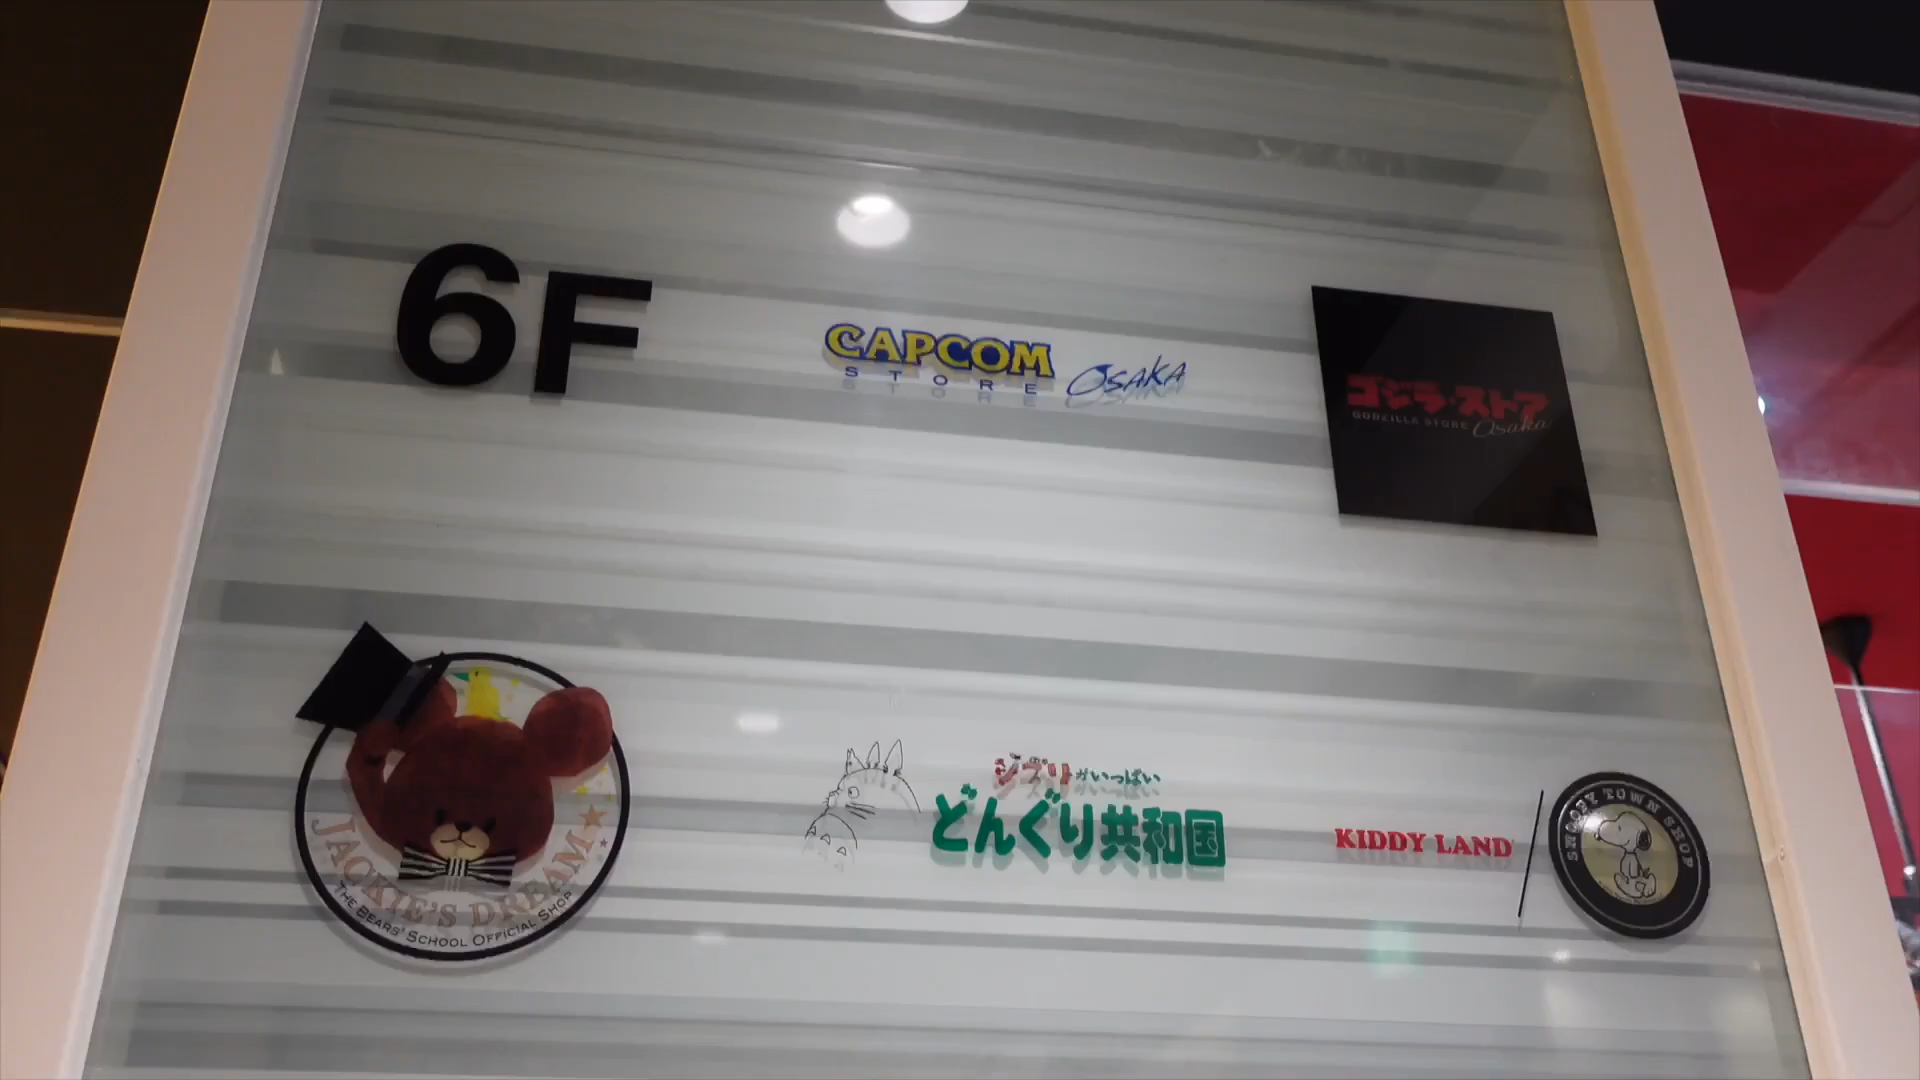 6F
CAPCOM
STORE
OSAKA
ゴジラ・ストア
GODZILLA STORE
Osaka
JACKIE'S DREAM
THE BEARS' SCHOOL OFFICIAL SHOP
ジブリがいっぱい
どんぐり共和国
KIDDY LAND
SNOOPY TOWN SHOP